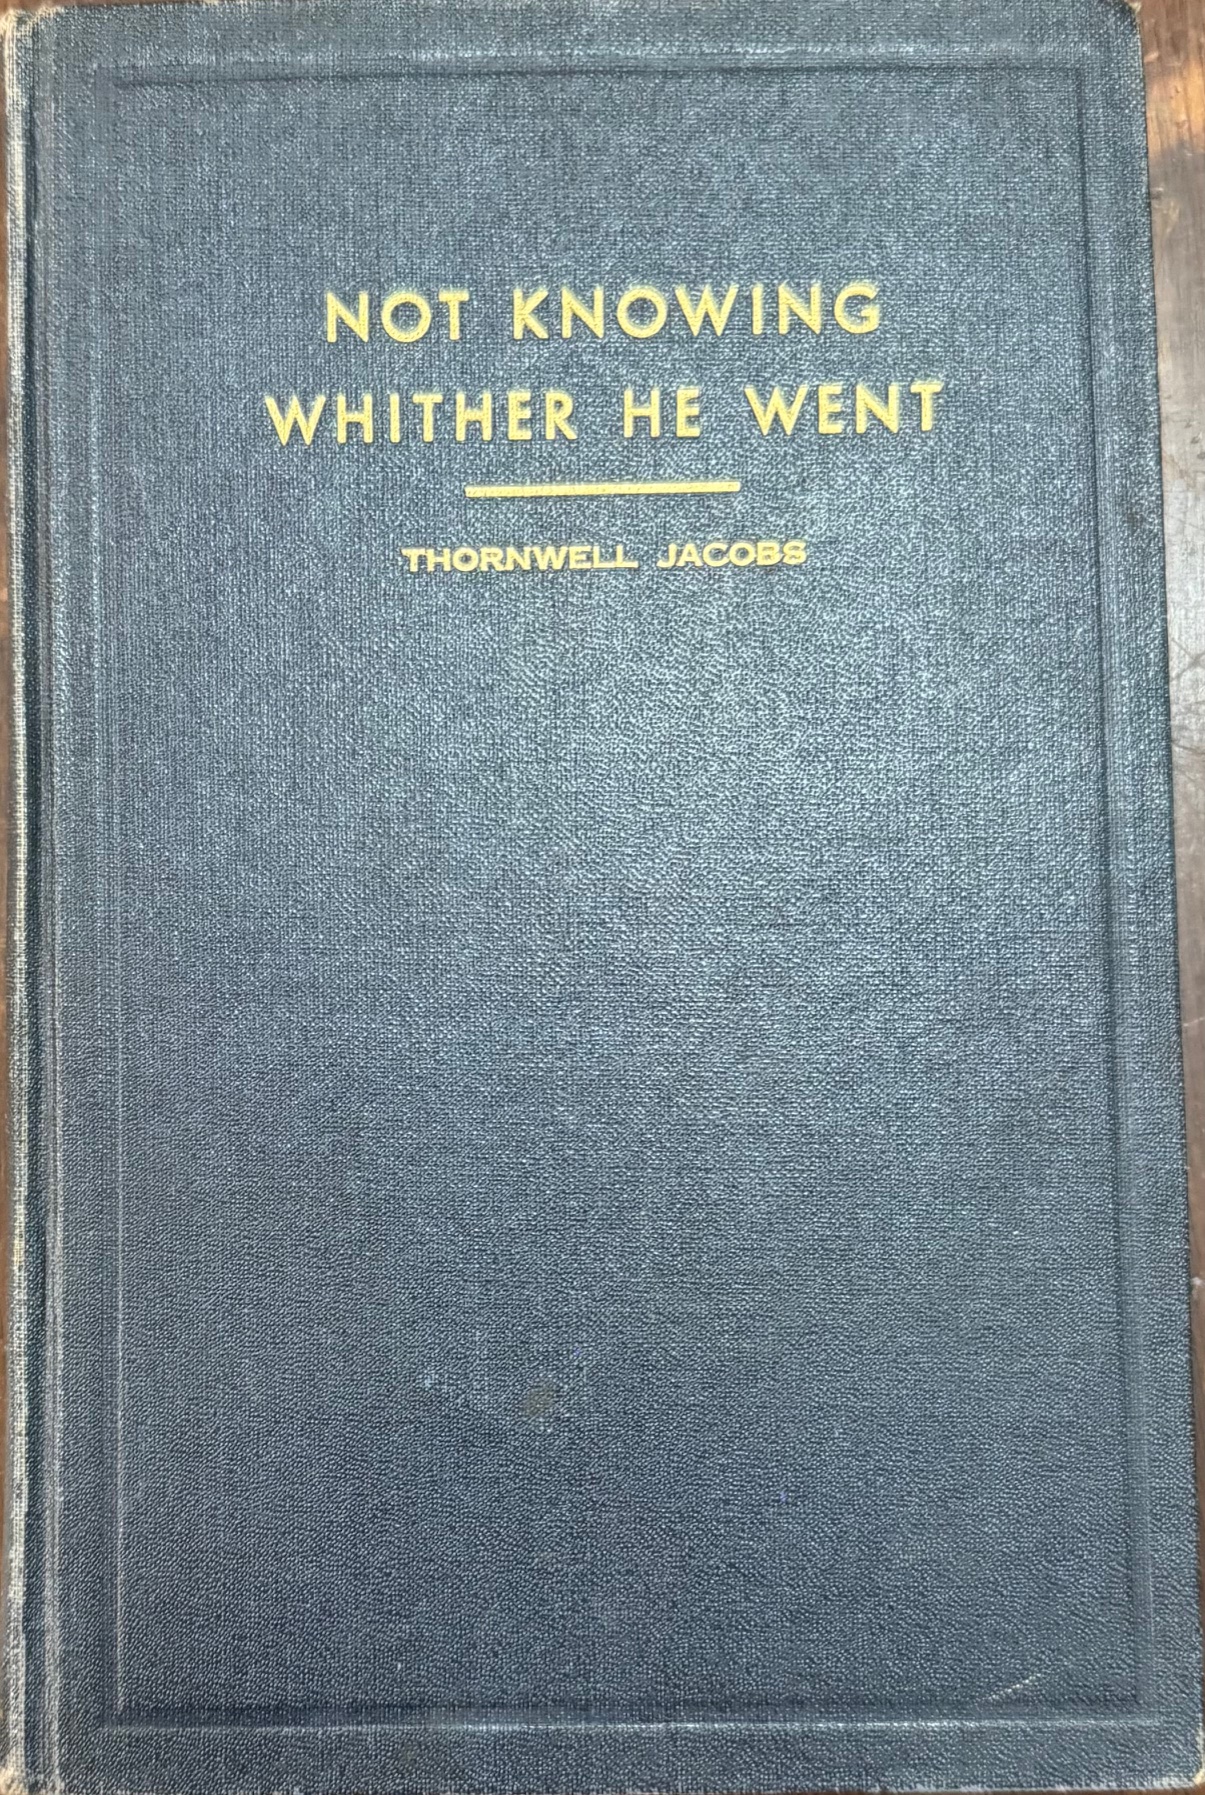 NOT KNOWING
WHITHER HE WENT
THORNWELL JACOBS